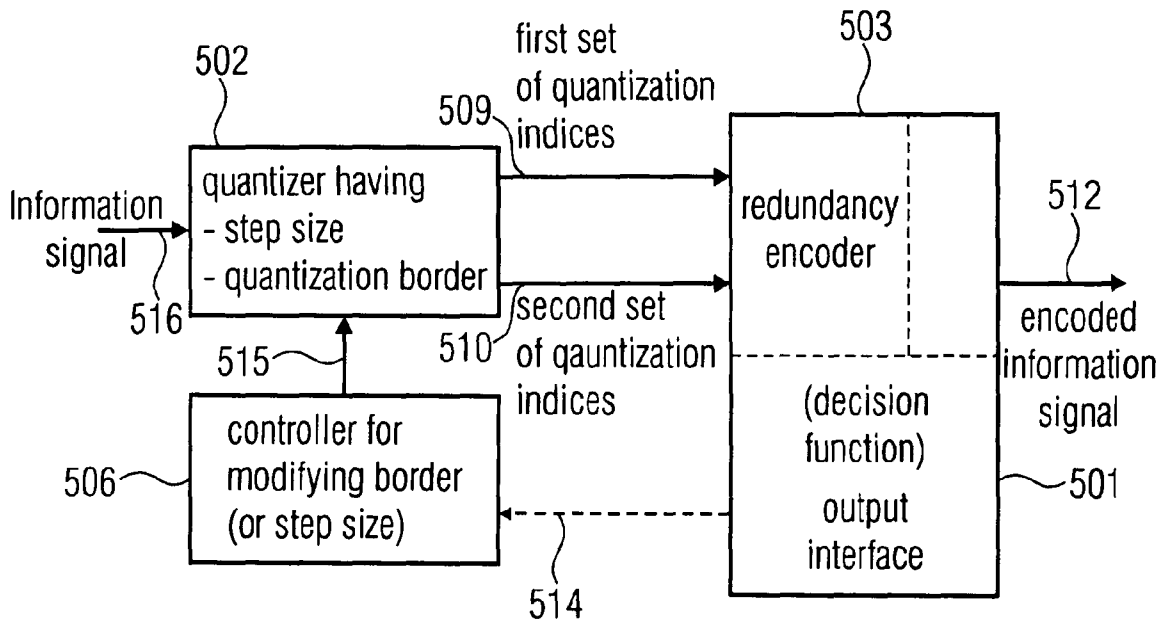 502
first set
of quantization
indices
503
509
quantizer having
- step size
- quantization border
Information
signal
516
redundancy
encoder
512
encoded
information
signal
510
second set
of qauntization
indices
515
controller for
modifying border
(or step size)
506
(decision
function)
output
interface
501
514